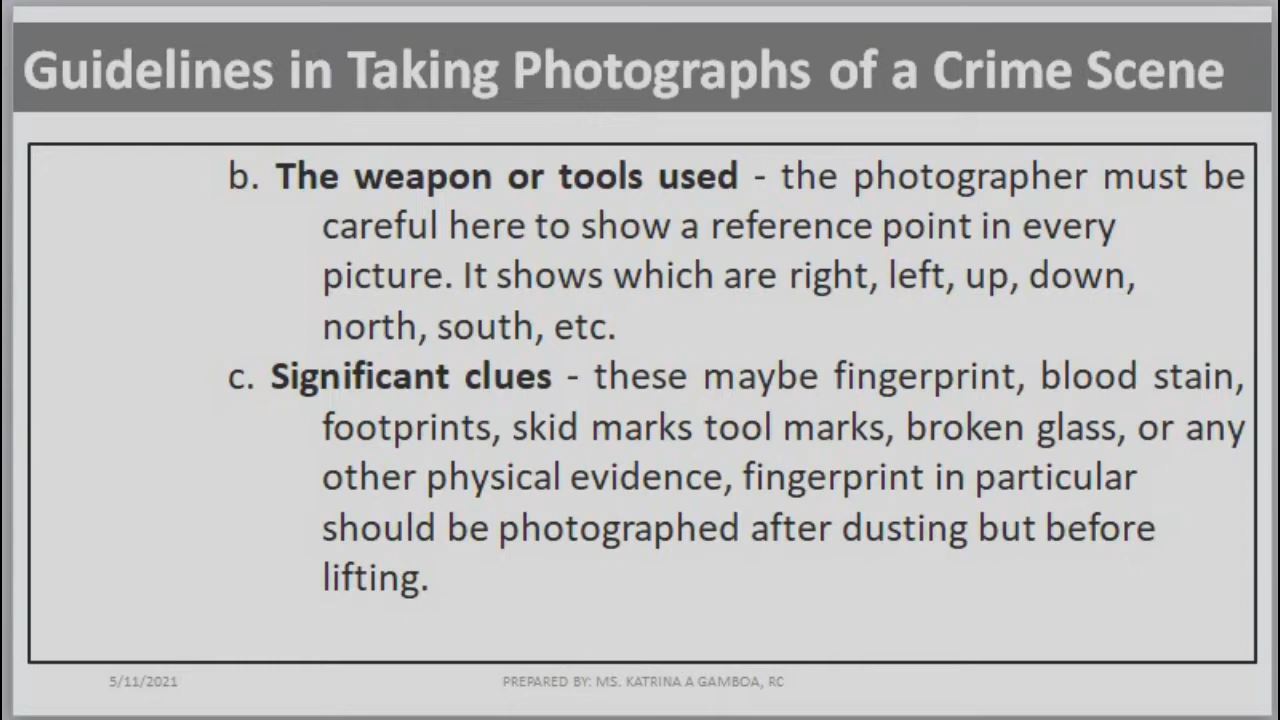 Guidelines in Taking Photographs of a Crime Scene
b. The weapon or tools used - the photographer must be
careful here to show a reference point in every
picture. It shows which are right, left, up, down,
north, south, etc.
c. Significant clues - these maybe fingerprint, blood stain,
footprints, skid marks tool marks, broken glass, or any
other physical evidence, fingerprint in particular
should be photographed after dusting but before
lifting.
5/11/2021
PREPARED BY: MS. KATRINA A GAMBOA, RC